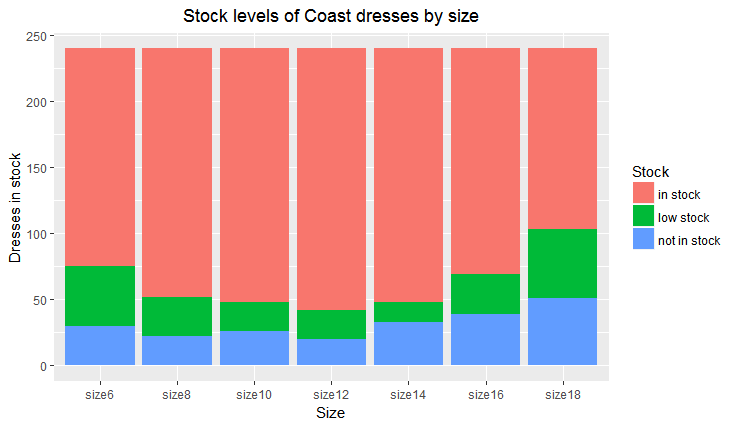 Stock levels of Coast dresses by size
Dresses in stock
250
200
150
100
50
0
size6 size8 size10 size12 size14 size16 size18
Size
Stock
in stock
low stock
not in stock